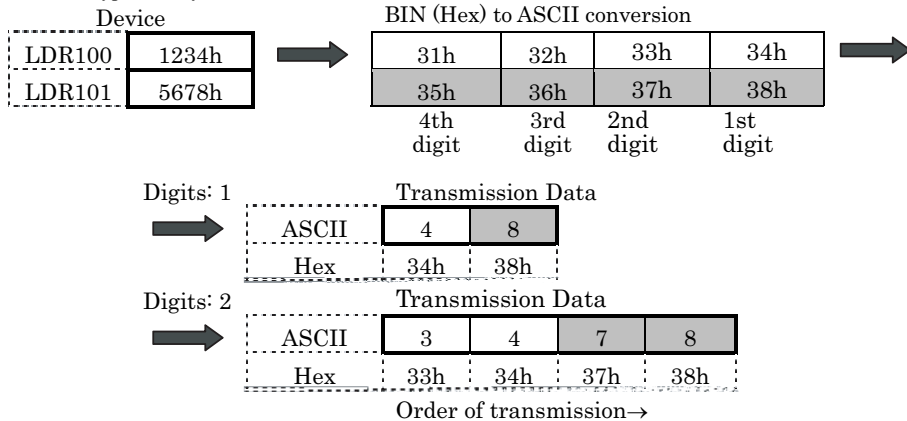 Device
BIN (Hex) to ASCII conversion
LDR100 1234h 31h 32h 33h 34h
LDR101 5678h 35h 36h 37h 38h
4th digit 3rd digit 2nd digit 1st digit
Digits: 1 Transmission Data
ASCII 4 8
Hex 34h 38h
Digits: 2 Transmission Data
ASCII 3 4 7 8
Hex 33h 34h 37h 38h
Order of transmission→